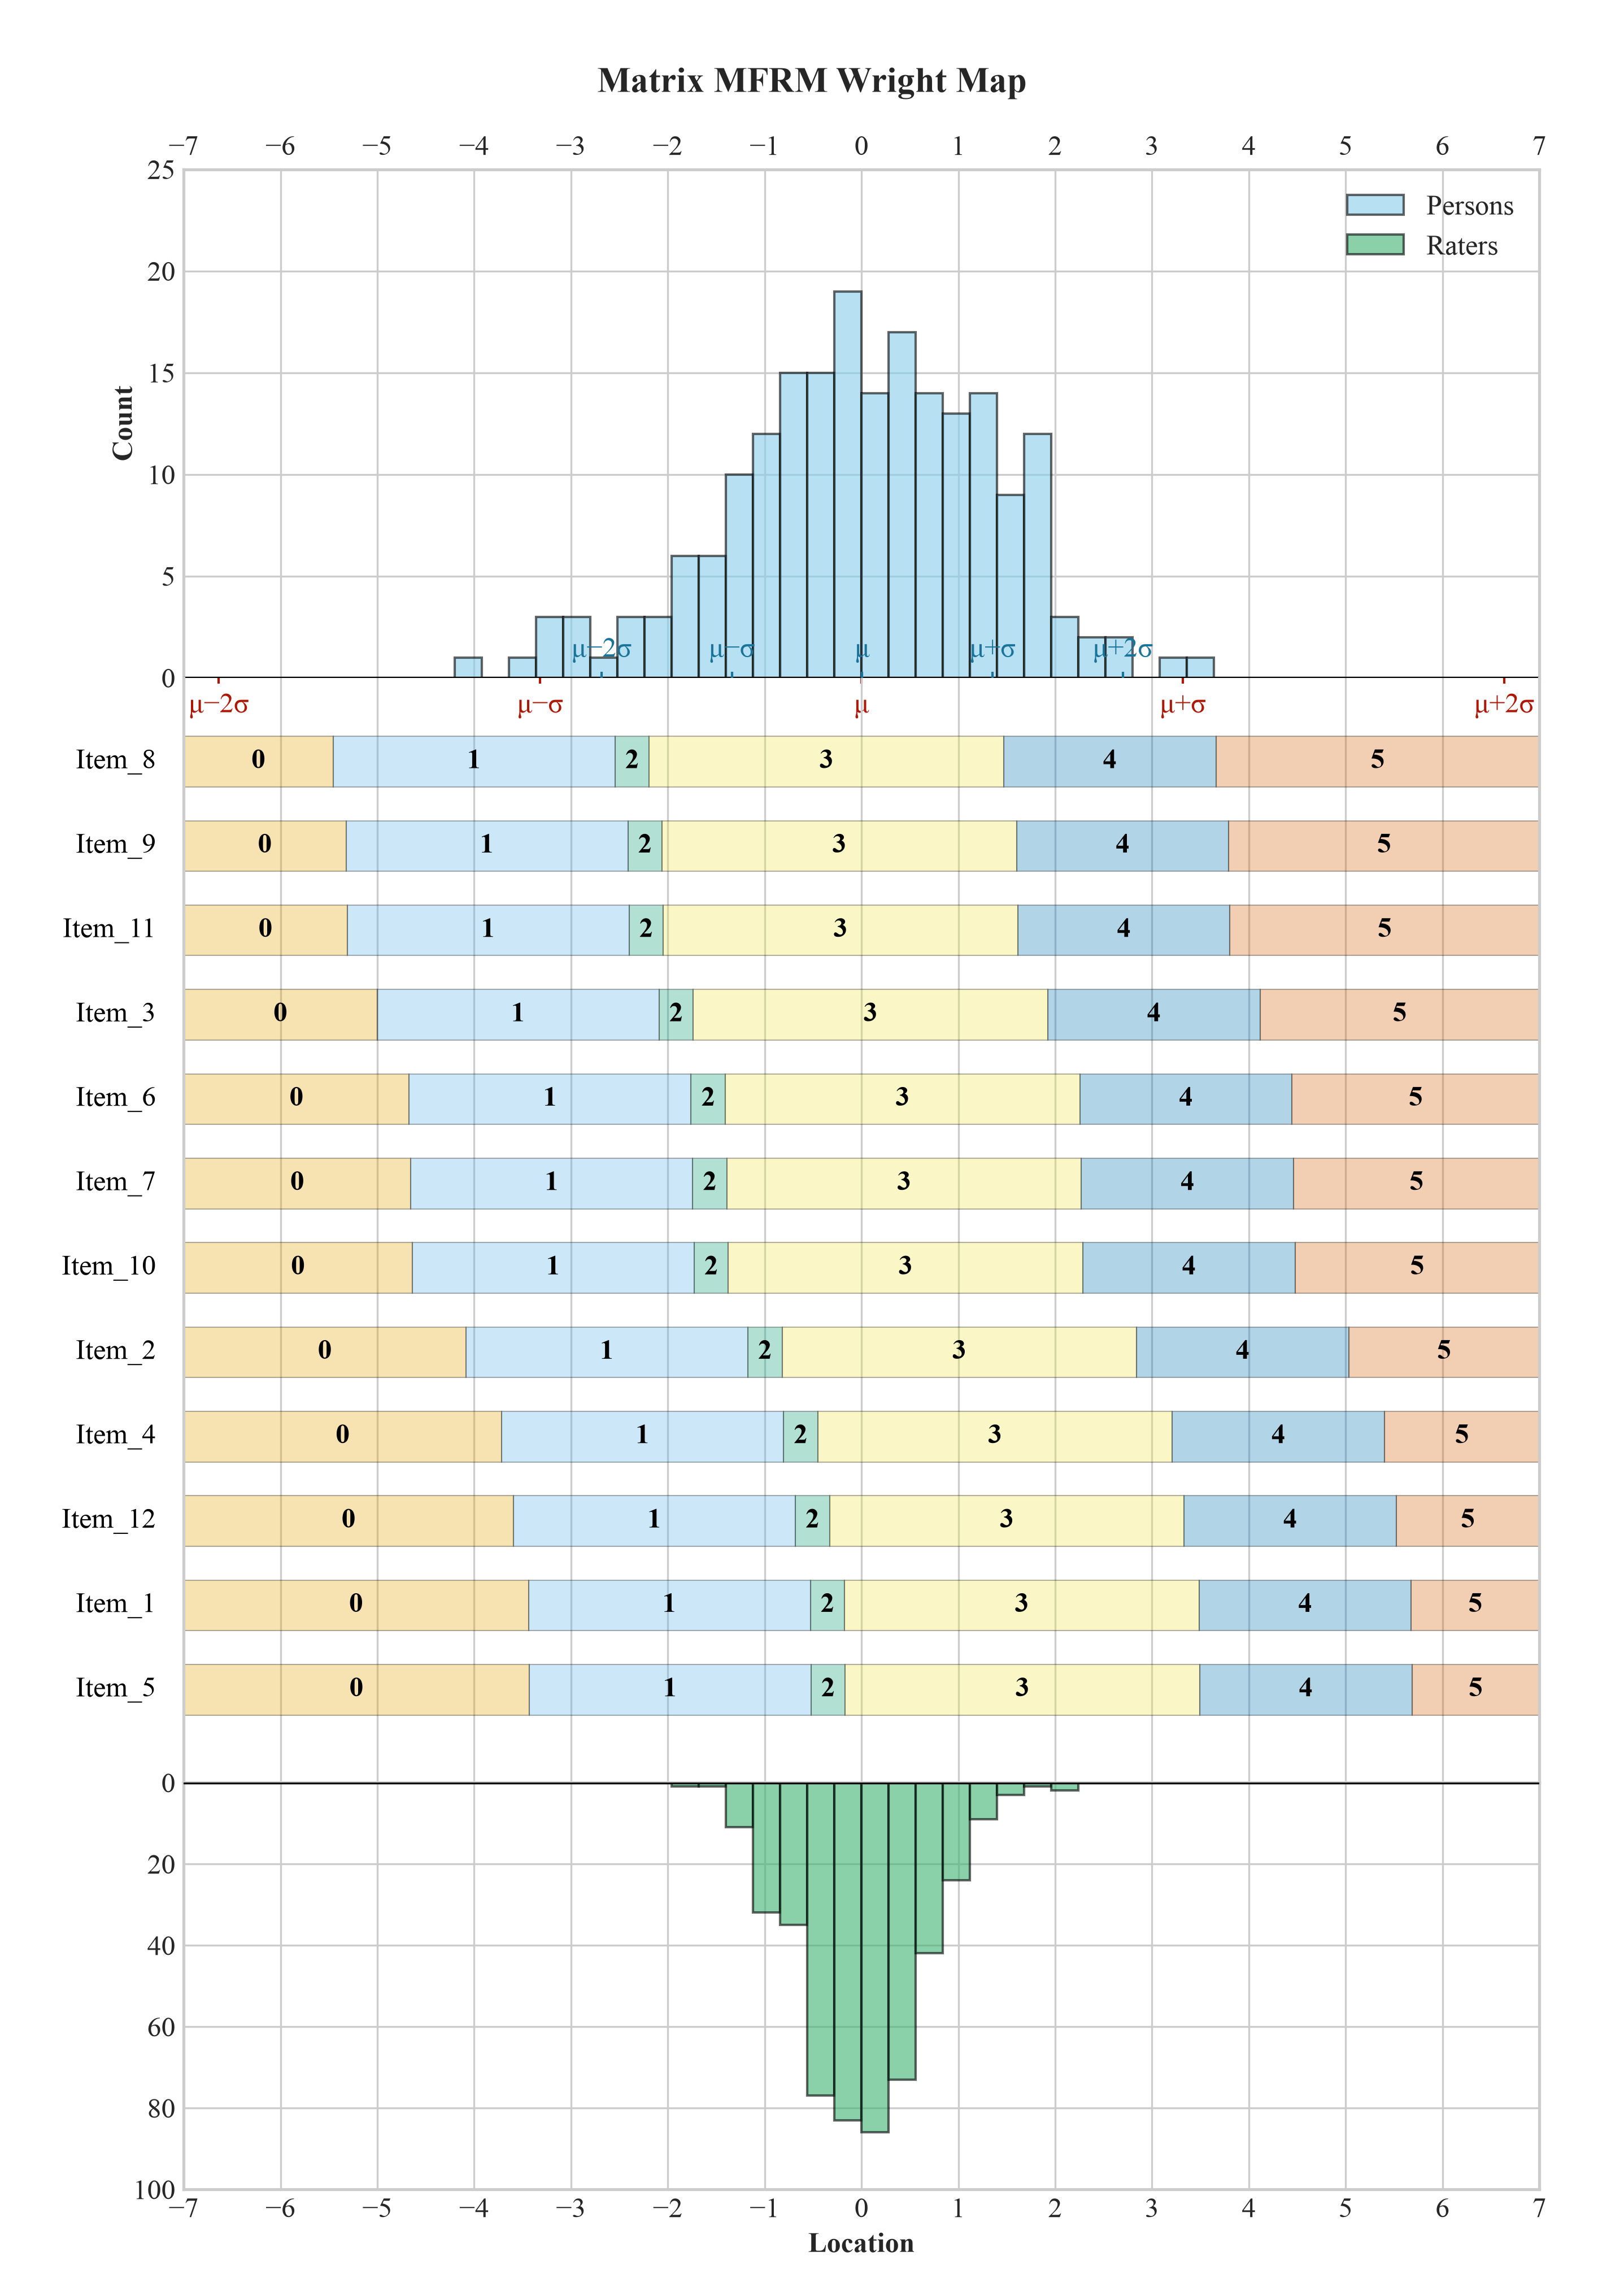 Matrix MFRM Wright Map
−7 −6 −5 −4 −3 −2 −1 0 1 2 3 4 5 6 7
25
Persons
Raters
20
15
Count
10
5
μ−2σ μ−σ μ μ+σ μ+2σ
0
μ−2σ μ−σ μ μ+σ μ+2σ
Item_8 0 1 2 3 4 5
Item_9 0 1 2 3 4 5
Item_11 0 1 2 3 4 5
Item_3 0 1 2 3 4 5
Item_6 0 1 2 3 4 5
Item_7 0 1 2 3 4 5
Item_10 0 1 2 3 4 5
Item_2 0 1 2 3 4 5
Item_4 0 1 2 3 4 5
Item_12 0 1 2 3 4 5
Item_1 0 1 2 3 4 5
Item_5 0 1 2 3 4 5
0
20
40
60
80
100
−7 −6 −5 −4 −3 −2 −1 0 1 2 3 4 5 6 7
Location